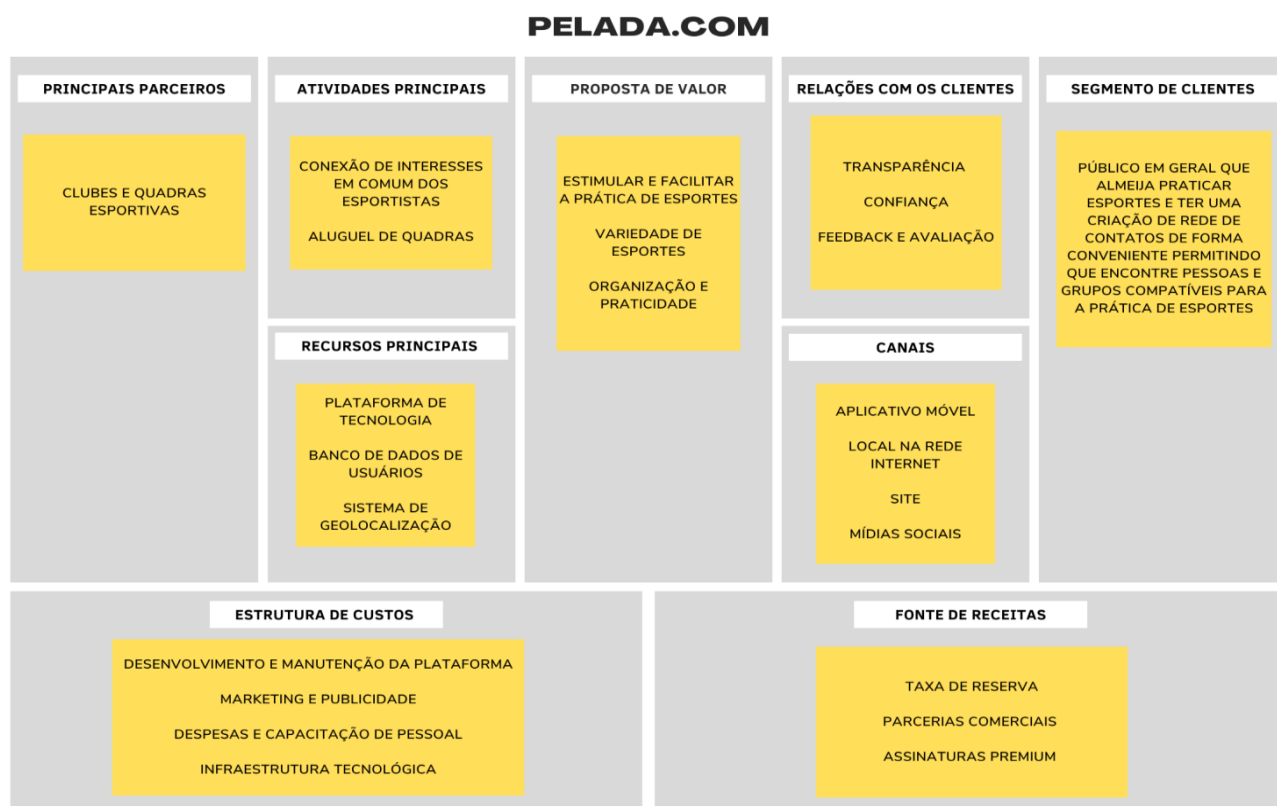 PELADA.COM
PRINCIPAIS PARCEIROS
CLUBES E QUADRAS
ESPORTIVAS
ATIVIDADES PRINCIPAIS
CONEXÃO DE INTERESSES
EM COMUM DOS
ESPORTISTAS
ALUGUEL DE QUADRAS
RECURSOS PRINCIPAIS
PLATAFORMA DE
TECNOLOGIA
BANCO DE DADOS DE
USUÁRIOS
SISTEMA DE
GEOLOCALIZAÇÃO
PROPOSTA DE VALOR
ESTIMULAR E FACILITAR
A PRÁTICA DE ESPORTES
VARIEDADE DE
ESPORTES
ORGANIZAÇÃO E
PRATICIDADE
RELAÇÕES COM OS CLIENTES
TRANSPARÊNCIA
CONFIANÇA
FEEDBACK E AVALIAÇÃO
CANAIS
APLICATIVO MÓVEL
LOCAL NA REDE
INTERNET
SITE
MÍDIAS SOCIAIS
SEGMENTO DE CLIENTES
PÚBLICO EM GERAL QUE
ALMEIJA PRATICAR
ESPORTES E TER UMA
CRIAÇÃO DE REDE DE
CONTATOS DE FORMA
CONVENIENTE PERMITINDO
QUE ENCONTRE PESSOAS E
GRUPOS COMPATÍVEIS PARA
A PRÁTICA DE ESPORTES
ESTRUTURA DE CUSTOS
DESENVOLVIMENTO E MANUTENÇÃO DA PLATAFORMA
MARKETING E PUBLICIDADE
DESPESAS E CAPACITAÇÃO DE PESSOAL
INFRAESTRUTURA TECNOLÓGICA
FONTE DE RECEITAS
TAXA DE RESERVA
PARCERIAS COMERCIAIS
ASSINATURAS PREMIUM